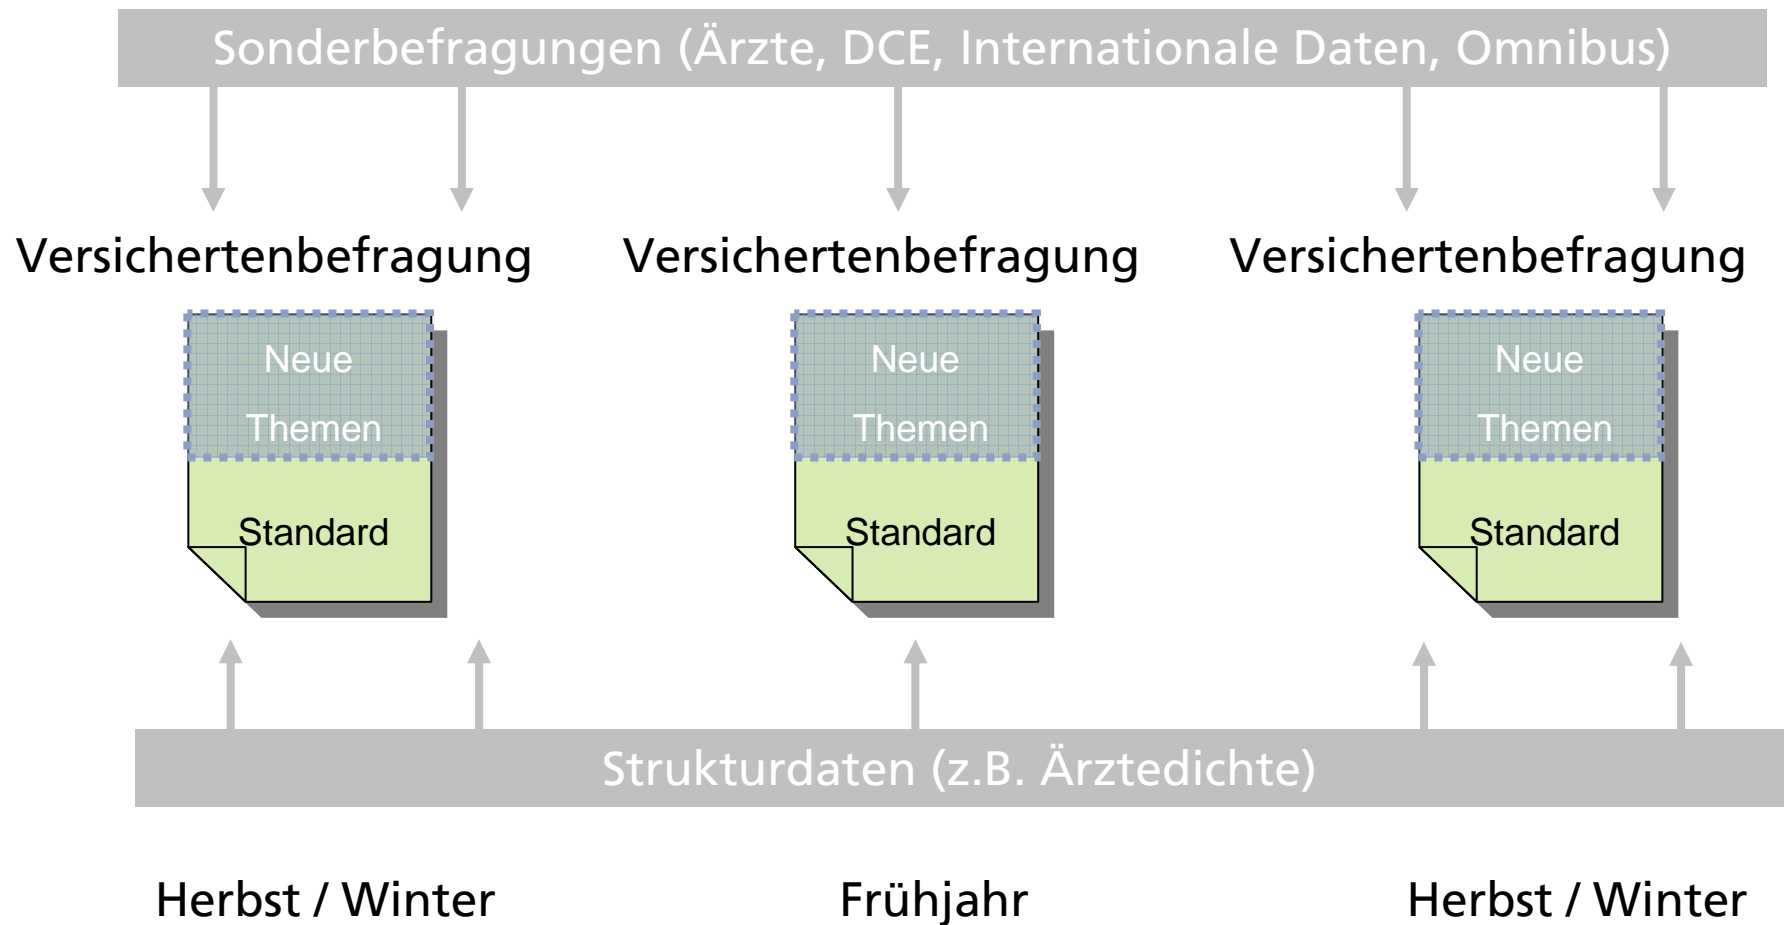 Sonderbefragungen (Ärzte, DCE, Internationale Daten, Omnibus)
Versichertenbefragung
Versichertenbefragung
Versichertenbefragung
Neue
Themen
Standard
Neue
Themen
Standard
Neue
Themen
Standard
Strukturdaten (z.B. Ärztedichte)
Herbst / Winter
Frühjahr
Herbst / Winter